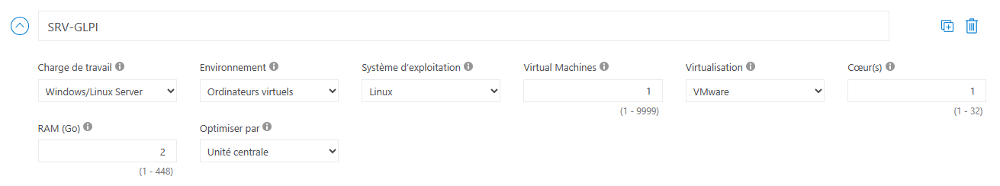 SRV-GLPI
Charge de travail Environnement Système d'exploitation Virtual Machines Virtualisation Cœur(s)
Windows/Linux Server Ordinateurs virtuels Linux 1 VMware 1
(1 - 9999) (1 - 32)
RAM (Go) Optimiser par
2 Unité centrale
(1 - 448)